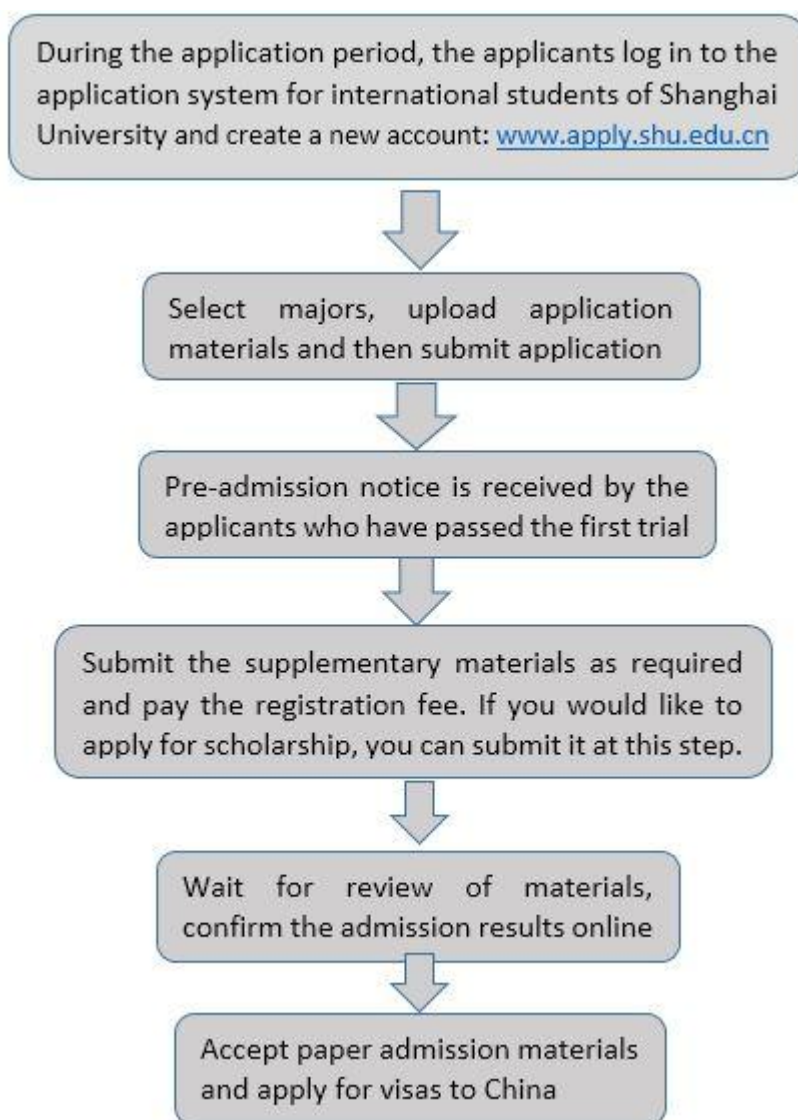 During the application period, the applicants log in to the
application system for international students of Shanghai
University and create a new account: www.apply.shu.edu.cn
Select majors, upload application
materials and then submit application
Pre-admission notice is received by the
applicants who have passed the first trial
Submit the supplementary materials as required
and pay the registration fee. If you would like to
apply for scholarship, you can submit it at this step.
Wait for review of materials,
confirm the admission results online
Accept paper admission materials
and apply for visas to China